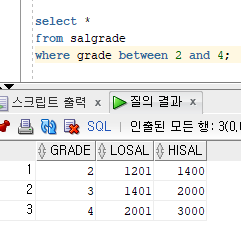 select *
from salgrade
where grade between 2 and 4;
스크립트 출력 x 질의 결과 x
SQL | 인출된 모든 행: 3(0,0
GRADE LOSAL HISAL
1 2 1201 1400
2 3 1401 2000
3 4 2001 3000